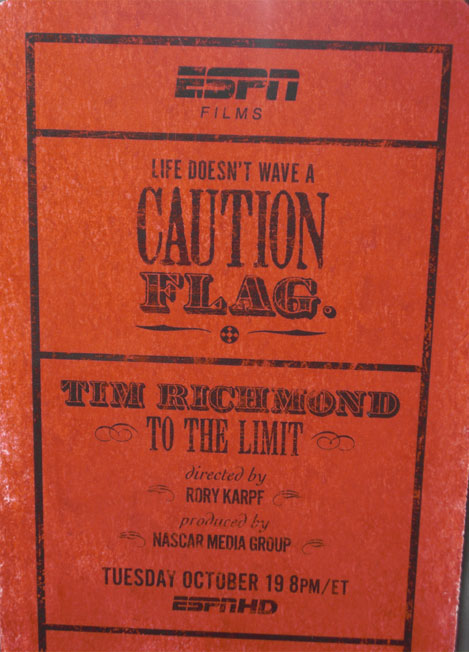 ESPN
FILMS
LIFE DOESN'T WAVE A
CAUTION
FLAG.
TIM RICHMOND
TO THE LIMIT
directed by
RORY KARPF
produced by
NASCAR MEDIA GROUP
TUESDAY OCTOBER 19 8PM/ET
ESPNHD